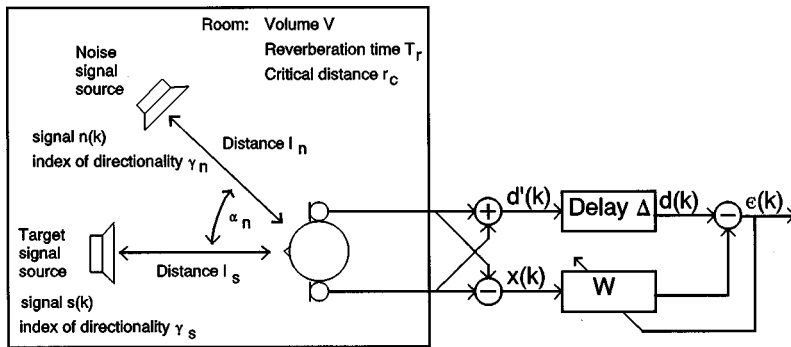 Room: Volume V
Reverberation time T_r
Critical distance r_c
Noise
signal
source
signal n(k)
index of directionality γ_n
Distance l_n
α_n
Target
signal
source
Distance l_s
signal s(k)
index of directionality γ_s
+
d'(k)
Delay Δ
d(k)
−
ϵ(k)
−
x(k)
W